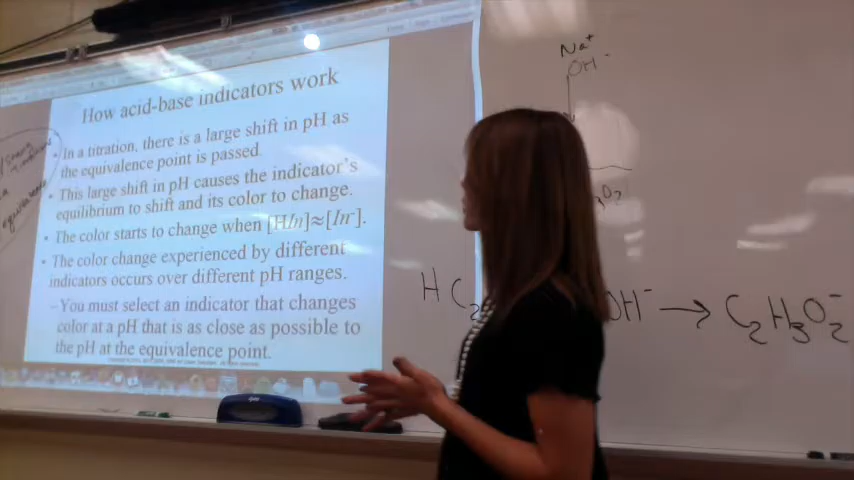 How acid-base indicators work
• In a titration, there is a large shift in pH as
the equivalence point is passed.
• This large shift in pH causes the indicator's
equilibrium to shift and its color to change.
• The color starts to change when [HIn]≈[In⁻].
• The color change experienced by different
indicators occurs over different pH ranges.
– You must select an indicator that changes
color at a pH that is as close as possible to
the pH at the equivalence point.
Na⁺
OH⁻
H C₂ OH⁻ → C₂H₃O₂⁻